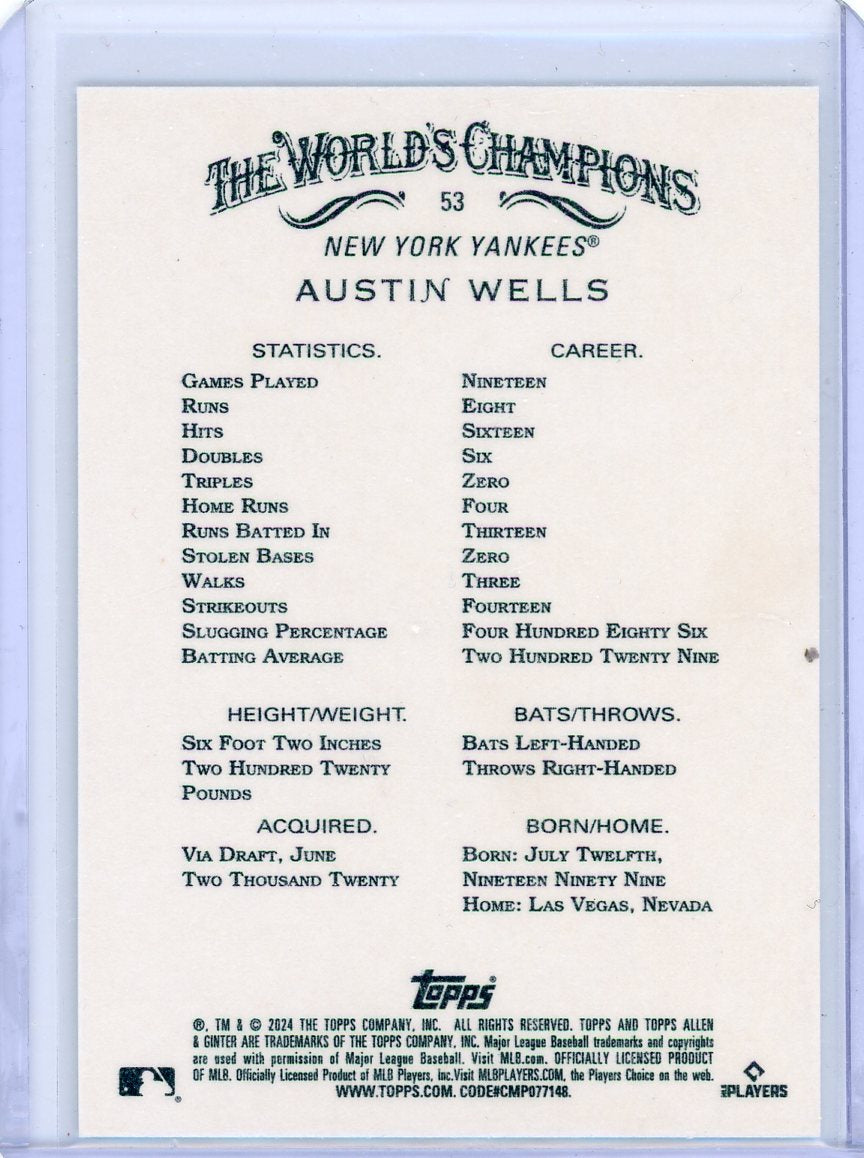 THE WORLD'S CHAMPIONS
53
NEW YORK YANKEES®
AUSTIN WELLS
STATISTICS. CAREER.
GAMES PLAYED NINETEEN
RUNS EIGHT
HITS SIXTEEN
DOUBLES SIX
TRIPLES ZERO
HOME RUNS FOUR
RUNS BATTED IN THIRTEEN
STOLEN BASES ZERO
WALKS THREE
STRIKEOUTS FOURTEEN
SLUGGING PERCENTAGE FOUR HUNDRED EIGHTY SIX
BATTING AVERAGE TWO HUNDRED TWENTY NINE
HEIGHT/WEIGHT.
SIX FOOT TWO INCHES
TWO HUNDRED TWENTY
POUNDS
BATS/THROWS.
BATS LEFT-HANDED
THROWS RIGHT-HANDED
ACQUIRED.
VIA DRAFT, JUNE
TWO THOUSAND TWENTY
BORN/HOME.
BORN: JULY TWELFTH,
NINETEEN NINETY NINE
HOME: LAS VEGAS, NEVADA
Topps®
®, TM & © 2024 THE TOPPS COMPANY, INC. ALL RIGHTS RESERVED. TOPPS AND TOPPS ALLEN
& GINTER ARE TRADEMARKS OF THE TOPPS COMPANY, INC. Major League Baseball trademarks and copyrights
are used with permission of Major League Baseball. Visit MLB.com. OFFICIALLY LICENSED PRODUCT
OF MLB. Officially Licensed Product of MLB Players, Inc.Visit MLBPLAYERS.COM, the Players Choice on the web.
WWW.TOPPS.COM. CODE#CMP077148.
MLB PLAYERS